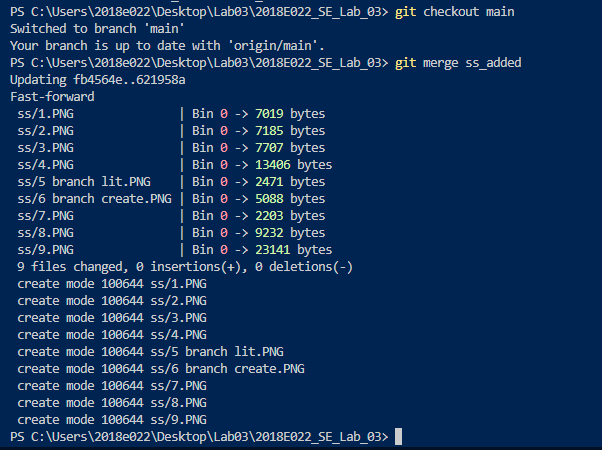 PS C:\Users\2018e022\Desktop\Lab03\2018E022_SE_Lab_03> git checkout main
Switched to branch 'main'
Your branch is up to date with 'origin/main'.
PS C:\Users\2018e022\Desktop\Lab03\2018E022_SE_Lab_03> git merge ss_added
Updating fb4564e..621958a
Fast-forward
 ss/1.PNG               | Bin 0 -> 7019 bytes
 ss/2.PNG               | Bin 0 -> 7185 bytes
 ss/3.PNG               | Bin 0 -> 7707 bytes
 ss/4.PNG               | Bin 0 -> 13406 bytes
 ss/5 branch lit.PNG    | Bin 0 -> 2471 bytes
 ss/6 branch create.PNG | Bin 0 -> 5088 bytes
 ss/7.PNG               | Bin 0 -> 2203 bytes
 ss/8.PNG               | Bin 0 -> 9232 bytes
 ss/9.PNG               | Bin 0 -> 23141 bytes
 9 files changed, 0 insertions(+), 0 deletions(-)
 create mode 100644 ss/1.PNG
 create mode 100644 ss/2.PNG
 create mode 100644 ss/3.PNG
 create mode 100644 ss/4.PNG
 create mode 100644 ss/5 branch lit.PNG
 create mode 100644 ss/6 branch create.PNG
 create mode 100644 ss/7.PNG
 create mode 100644 ss/8.PNG
 create mode 100644 ss/9.PNG
PS C:\Users\2018e022\Desktop\Lab03\2018E022_SE_Lab_03>